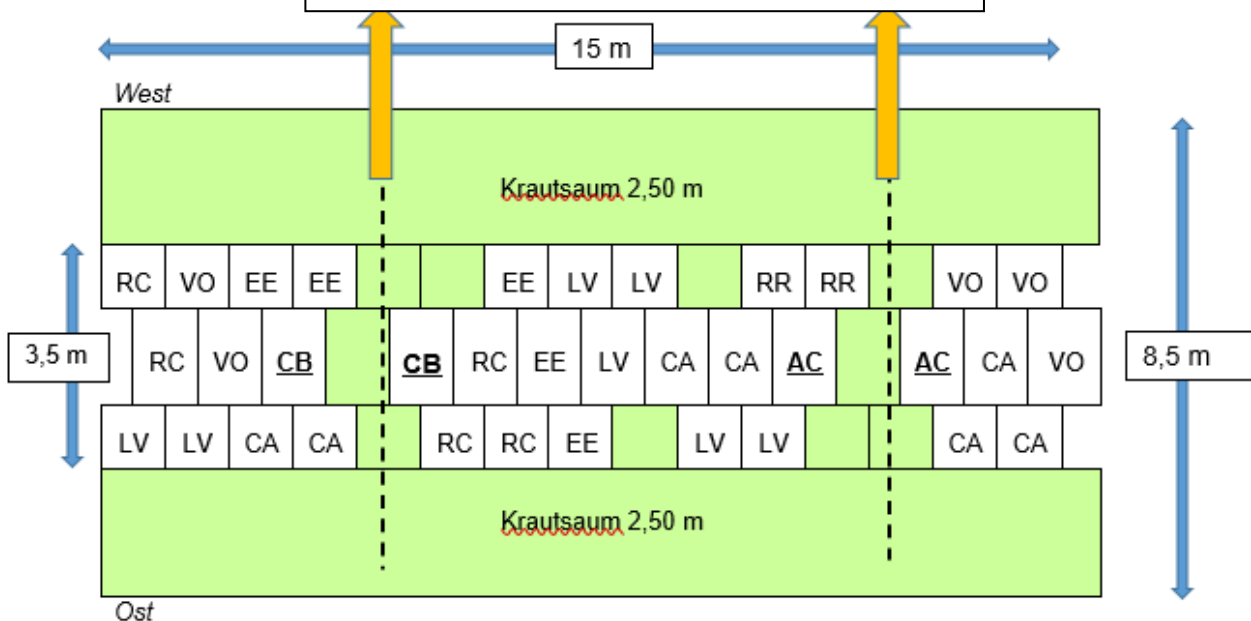 15 m
West
Krautsaum 2,50 m
RC VO EE EE EE LV LV RR RR VO VO
3,5 m RC VO CB CB RC EE LV CA CA AC AC CA VO 8,5 m
LV LV CA CA RC RC EE LV LV CA CA
Krautsaum 2,50 m
Ost